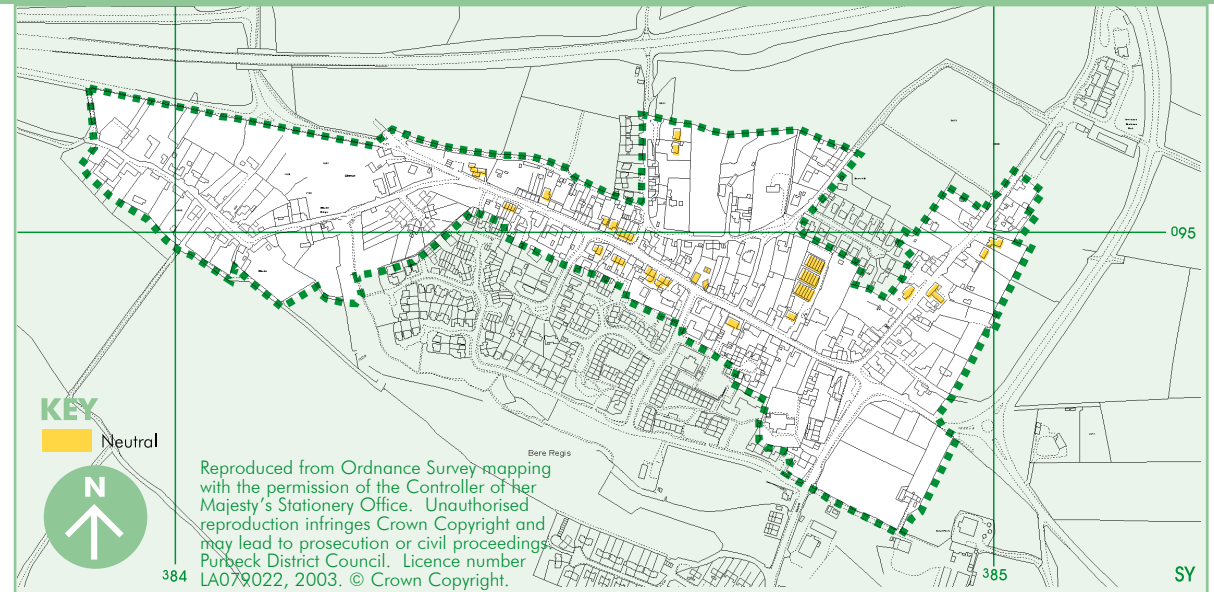 095
KEY
Neutral
N
Bere Regis
Reproduced from Ordnance Survey mapping
with the permission of the Controller of her
Majesty's Stationery Office. Unauthorised
reproduction infringes Crown Copyright and
may lead to prosecution or civil proceedings.
Purbeck District Council. Licence number
LA079022, 2003. © Crown Copyright.
384
385
SY